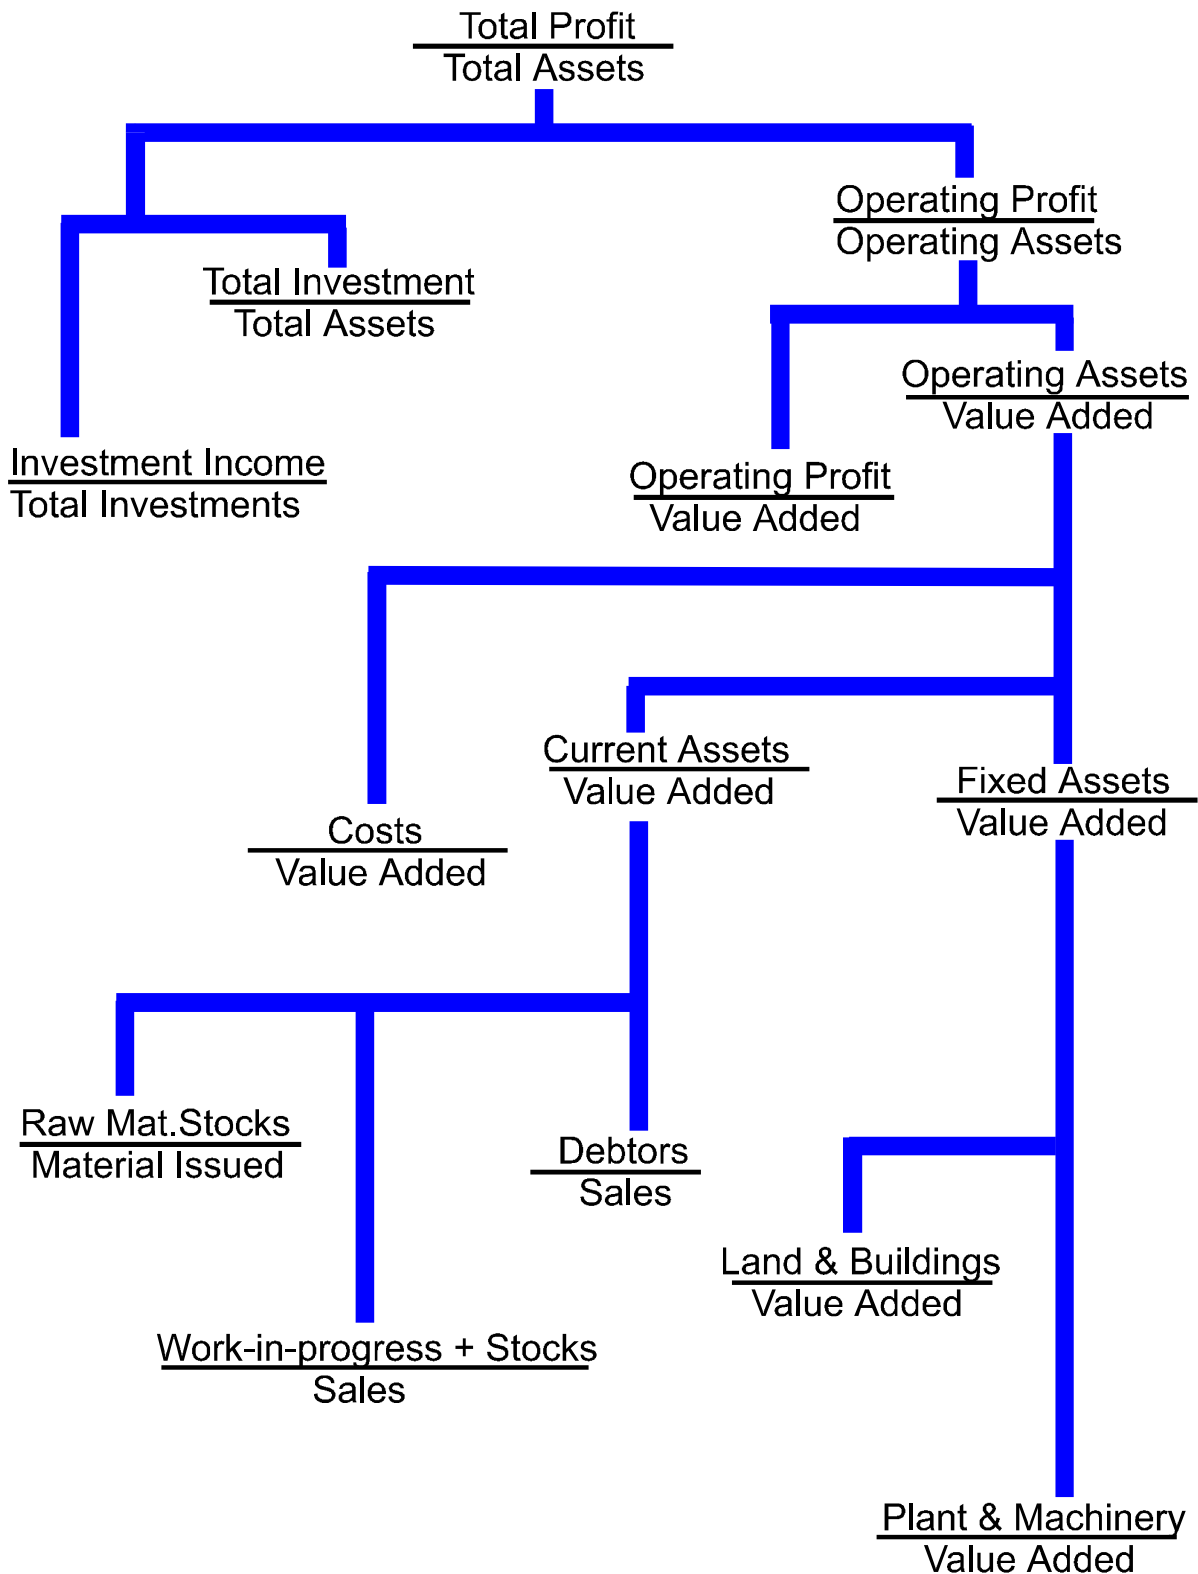 Total Profit
Total Assets
Operating Profit
Operating Assets
Total Investment
Total Assets
Operating Assets
Value Added
Investment Income
Total Investments
Operating Profit
Value Added
Current Assets
Value Added
Fixed Assets
Value Added
Costs
Value Added
Raw Mat.Stocks
Material Issued
Debtors
Sales
Land & Buildings
Value Added
Work-in-progress + Stocks
Sales
Plant & Machinery
Value Added